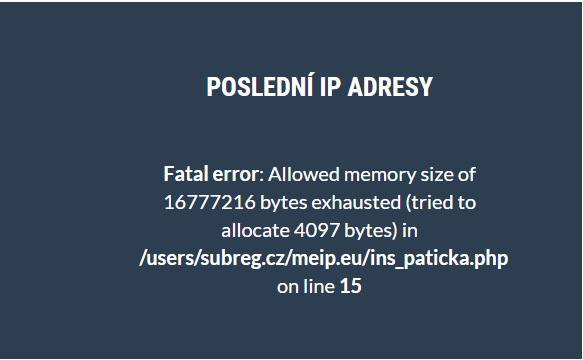 POSLEDNÍ IP ADRESY
Fatal error: Allowed memory size of
16777216 bytes exhausted (tried to
allocate 4097 bytes) in
/users/subreg.cz/meip.eu/ins_paticka.php
on line 15